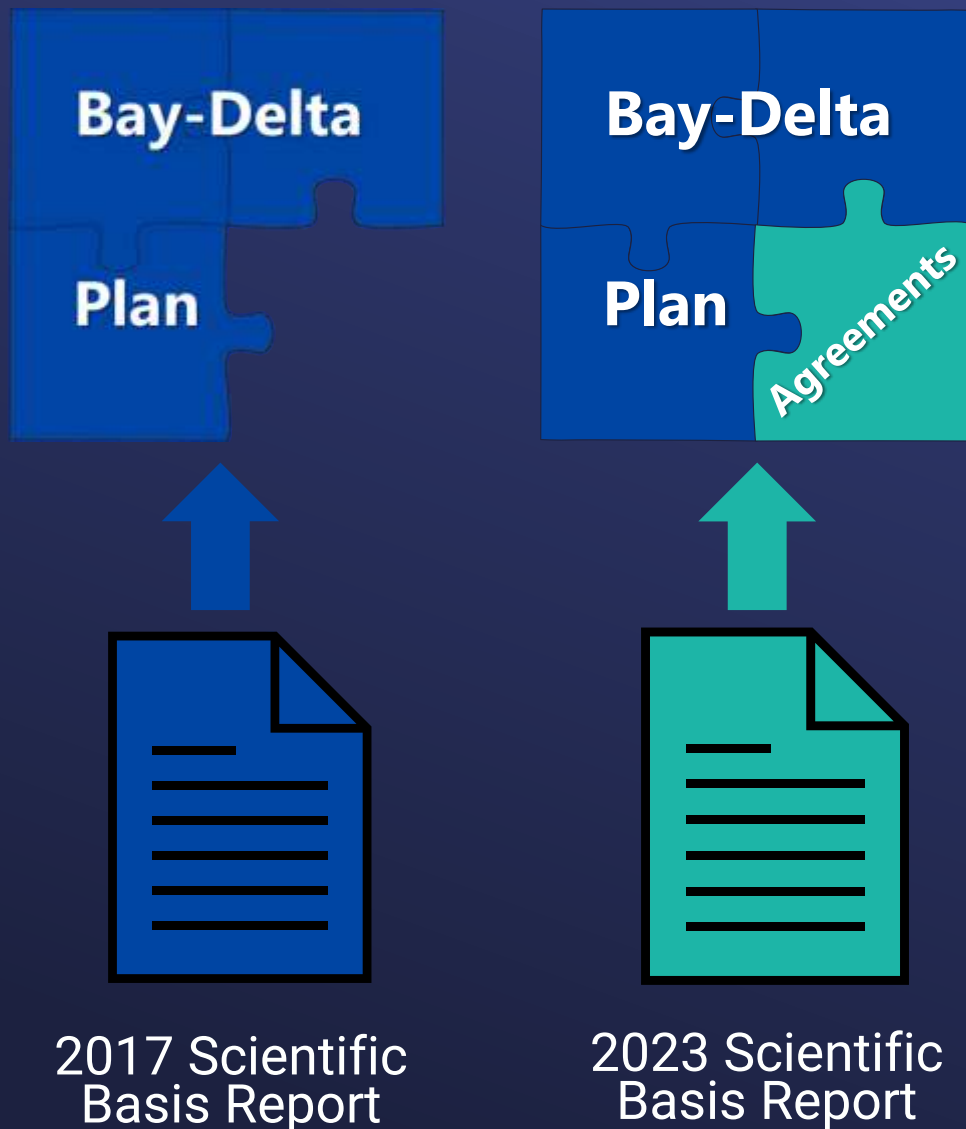 Bay-Delta
Plan
2017 Scientific
Basis Report
Bay-Delta
Plan
Agreements
2023 Scientific
Basis Report